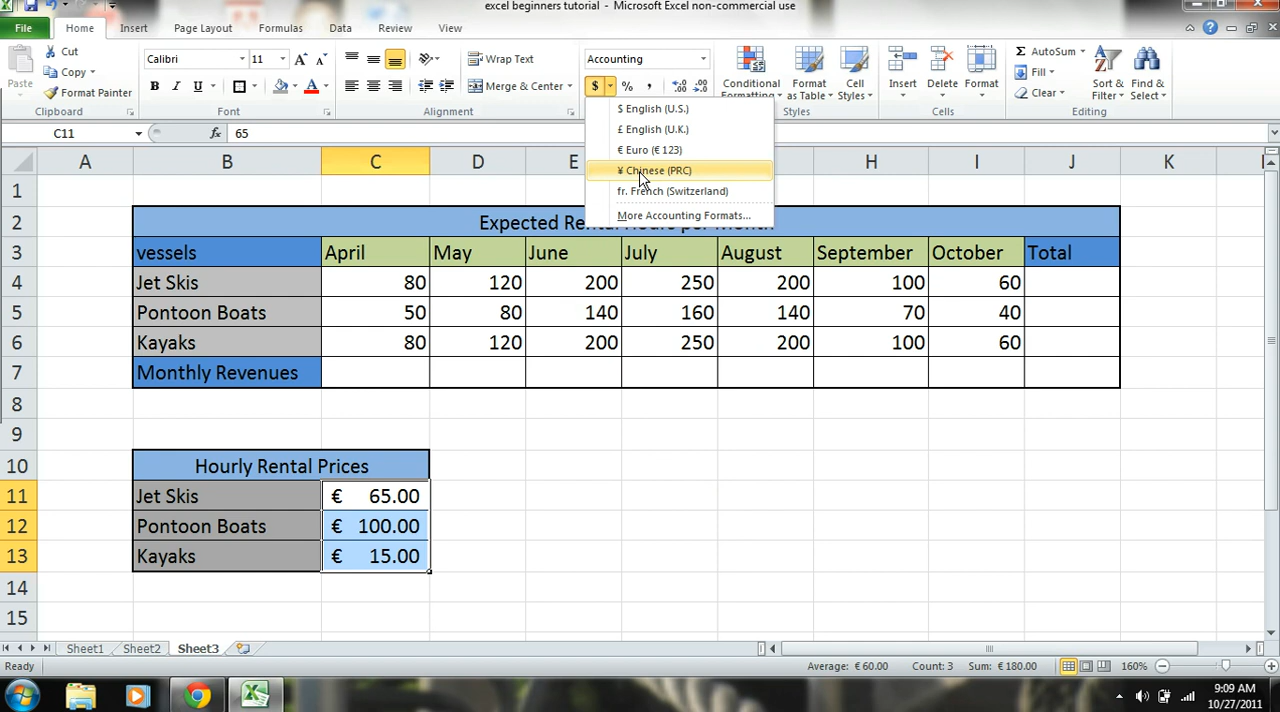 excel beginners tutorial - Microsoft Excel non-commercial use
File Home Insert Page Layout Formulas Data Review View
Cut
Copy
Format Painter
Paste
Clipboard
Calibri 11
B I U A
Font
Wrap Text
Merge & Center
Alignment
Accounting
$ % ,
Conditional Formatting
Format as Table
Cell Styles
Styles
Insert Delete Format
Cells
Σ AutoSum
Fill
Clear
Sort & Filter
Find & Select
Editing
$ English (U.S.)
£ English (U.K.)
€ Euro (€ 123)
¥ Chinese (PRC)
fr. French (Switzerland)
More Accounting Formats...
C11 fx 65
A B C D E H I J K
1
2 Expected Rental Hours per Month
3 vessels April May June July August September October Total
4 Jet Skis 80 120 200 250 200 100 60
5 Pontoon Boats 50 80 140 160 140 70 40
6 Kayaks 80 120 200 250 200 100 60
7 Monthly Revenues
8
9
10 Hourly Rental Prices
11 Jet Skis € 65.00
12 Pontoon Boats € 100.00
13 Kayaks € 15.00
14
15
Sheet1 Sheet2 Sheet3
Ready Average: € 60.00 Count: 3 Sum: € 180.00 160%
9:09 AM
10/27/2011